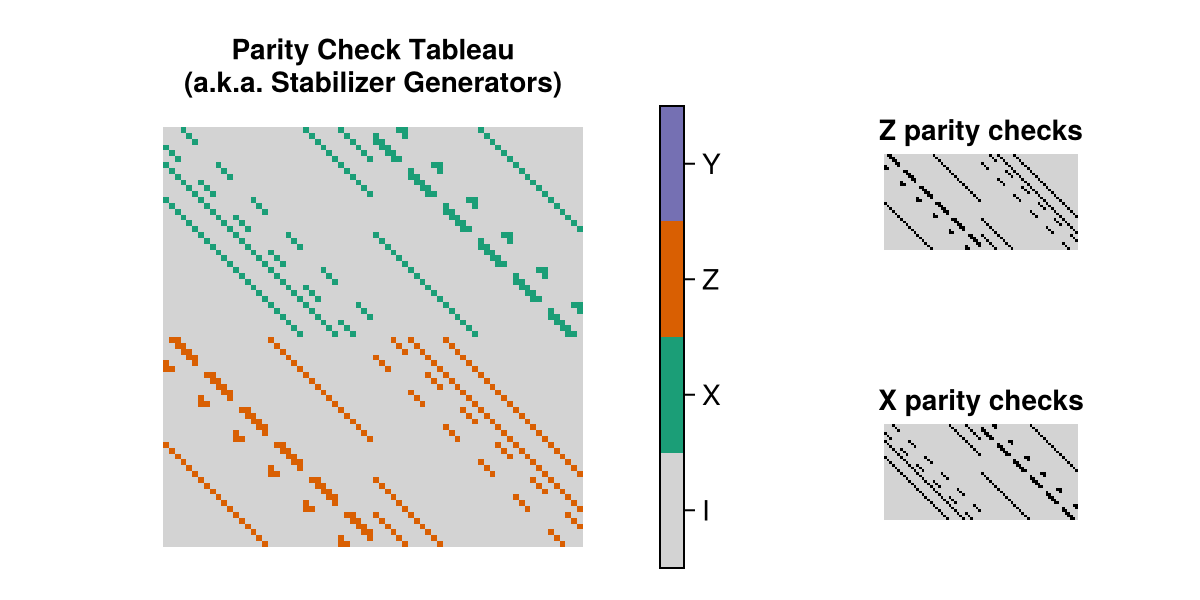 Parity Check Tableau
(a.k.a. Stabilizer Generators)
Y
Z
X
I
Z parity checks
X parity checks